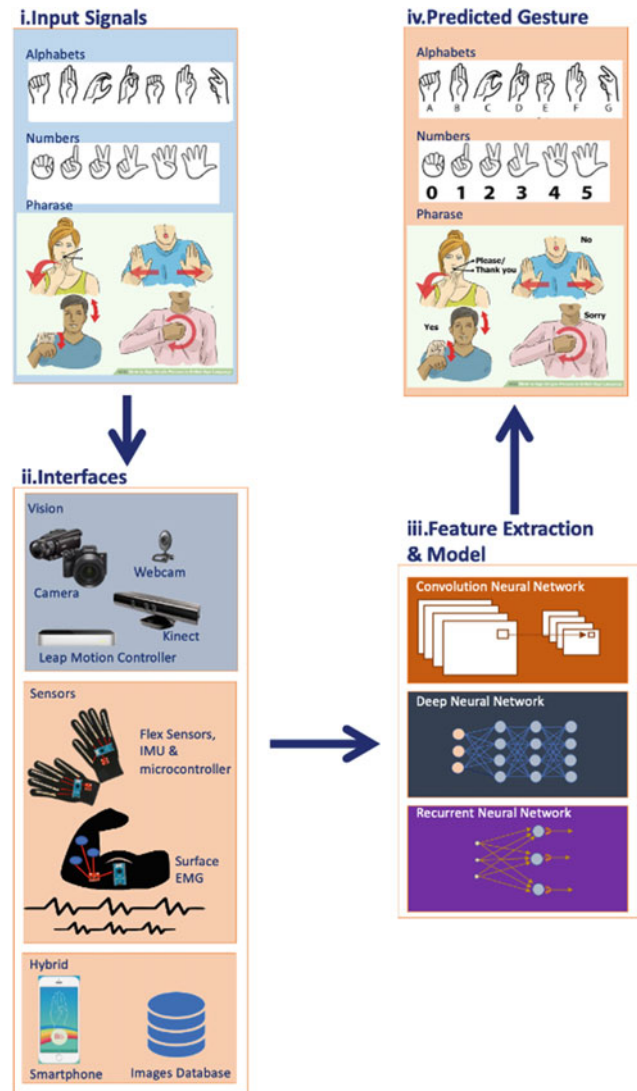 i.Input Signals
Alphabets
Numbers
Pharase
ii.Interfaces
Vision
Camera
Webcam
Kinect
Leap Motion Controller
Sensors
Flex Sensors,
IMU &
microcontroller
Surface
EMG
Hybrid
Smartphone
Images Database
iii.Feature Extraction
& Model
Convolution Neural Network
Deep Neural Network
Recurrent Neural Network
iv.Predicted Gesture
Alphabets
A B C D E F G
Numbers
0 1 2 3 4 5
Pharase
Please/
Thank you
No
Yes
Sorry